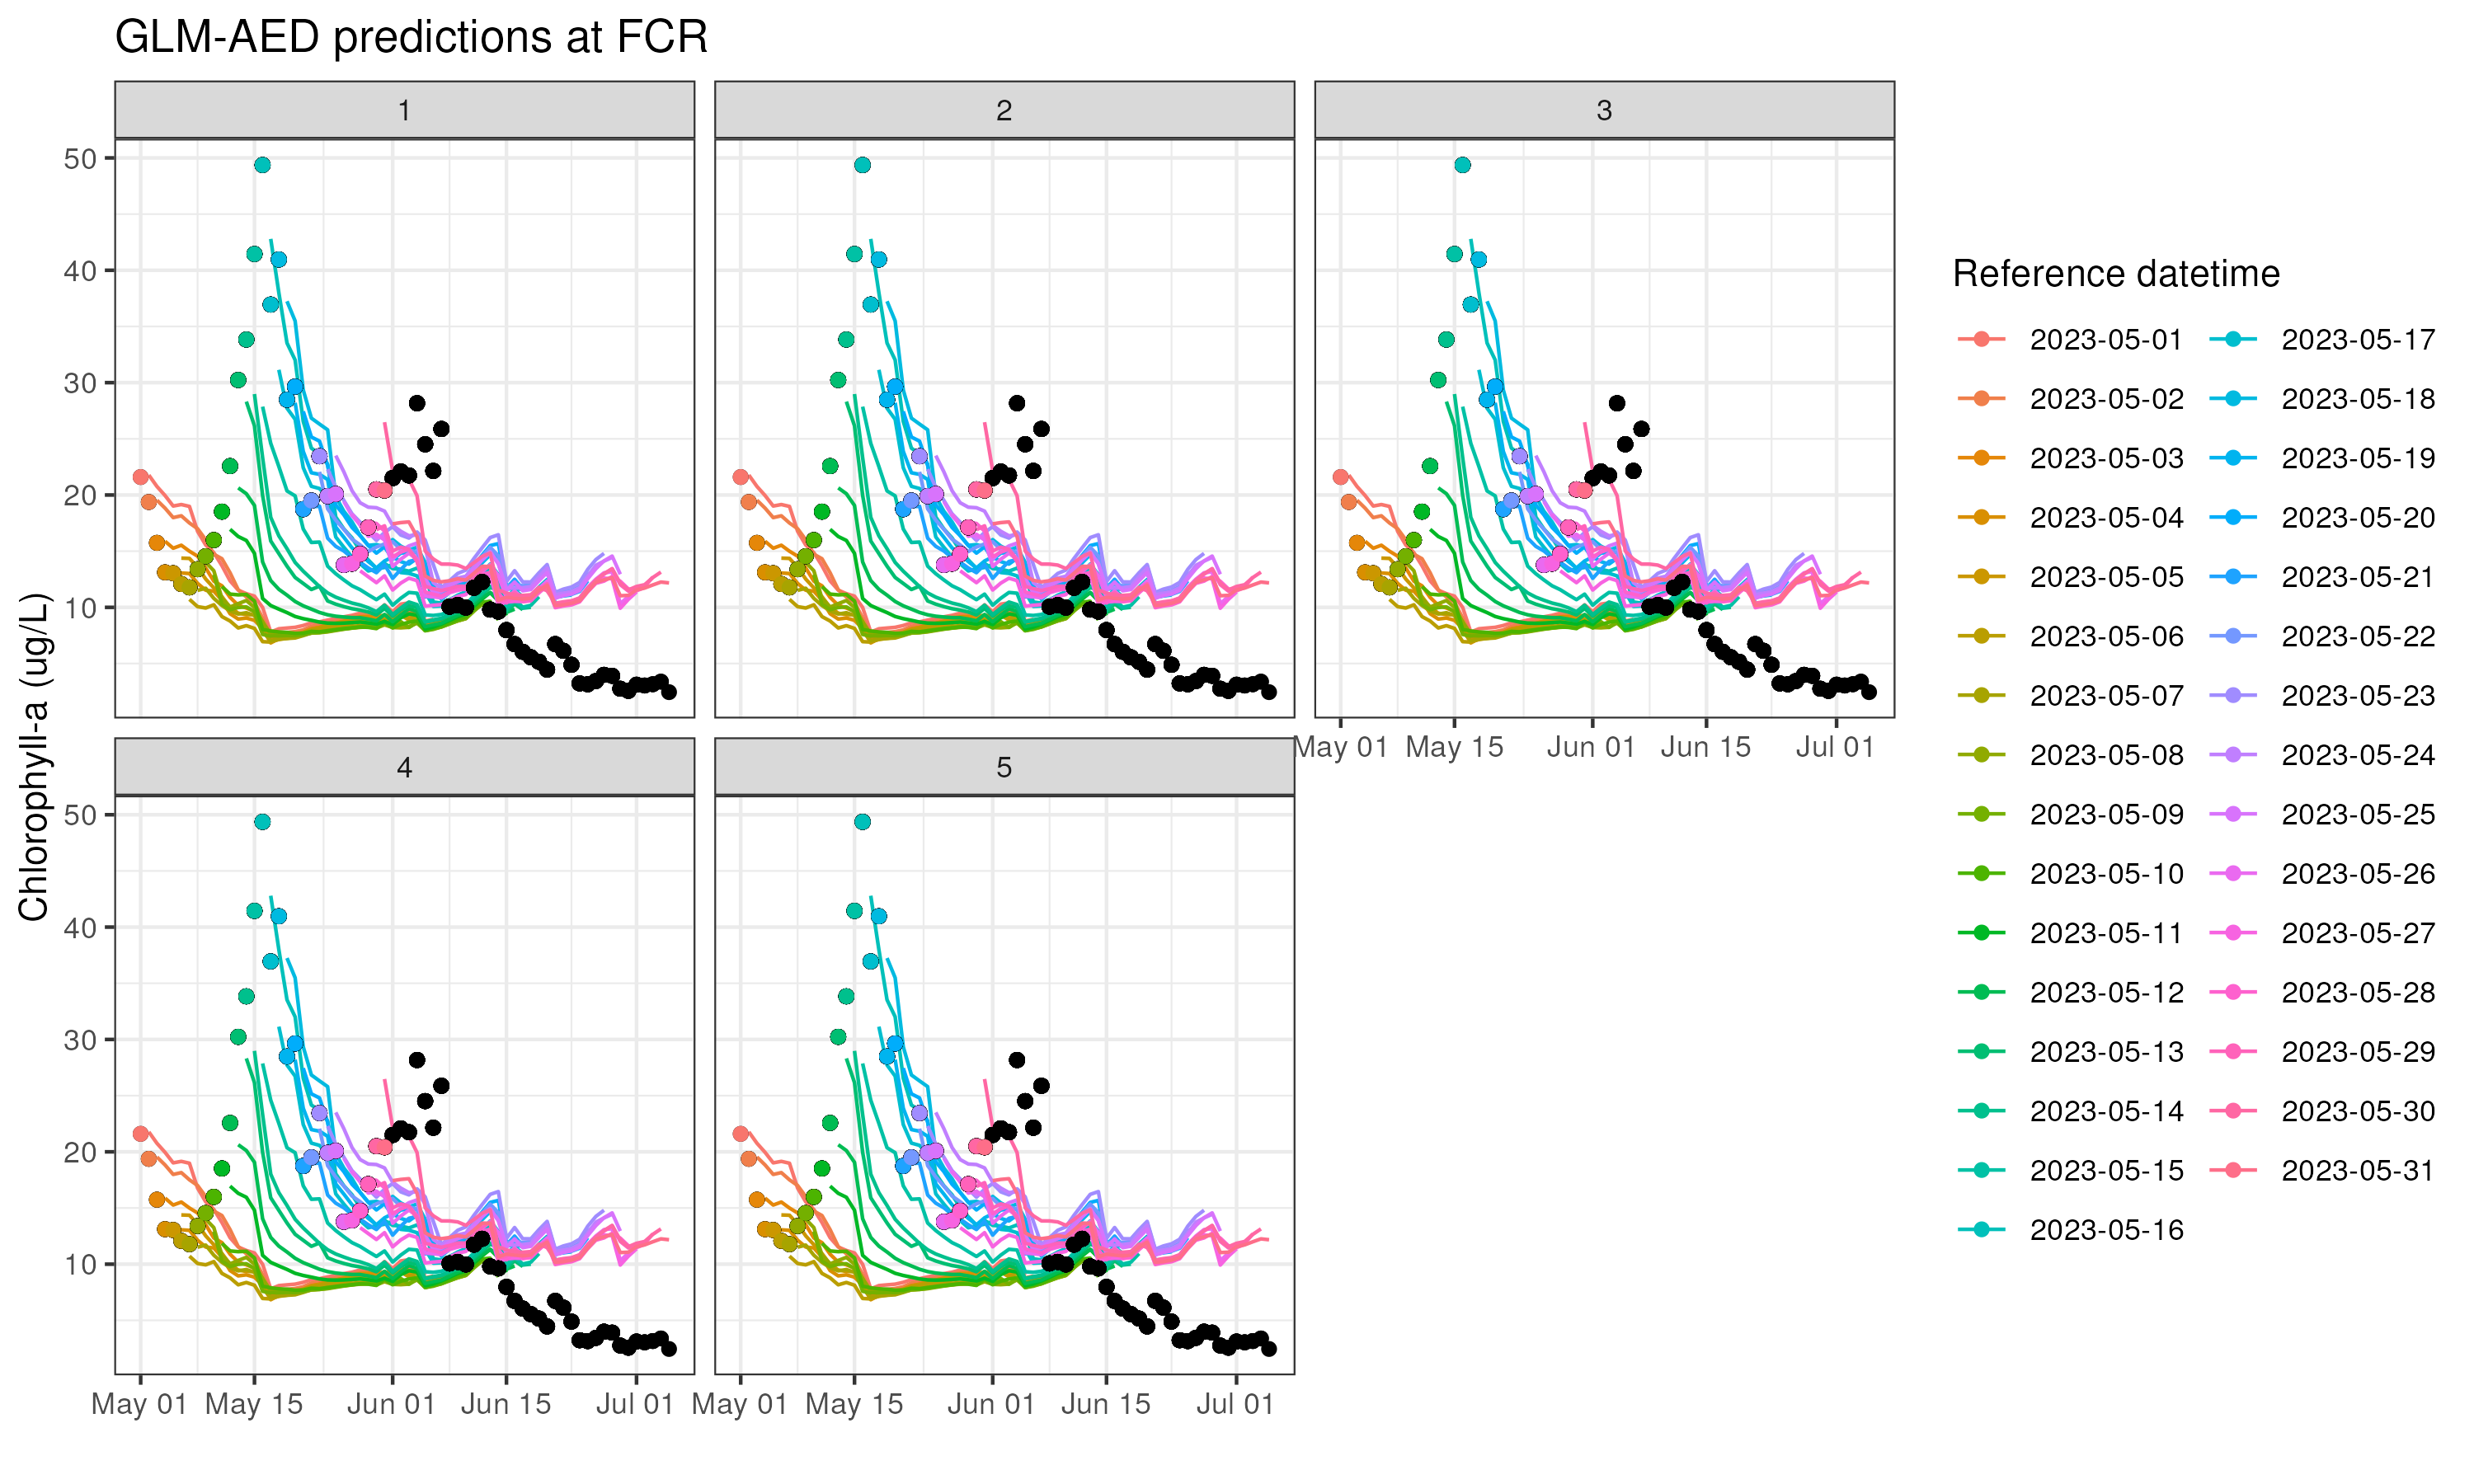 GLM-AED predictions at FCR
1
2
3
50
40
30
20
10
May 01
May 15
Jun 01
Jun 15
Jul 01
4
5
50
40
30
20
10
May 01
May 15
Jun 01
Jun 15
Jul 01
May 01
May 15
Jun 01
Jun 15
Jul 01
Chlorophyll-a (ug/L)
Reference datetime
2023-05-01
2023-05-02
2023-05-03
2023-05-04
2023-05-05
2023-05-06
2023-05-07
2023-05-08
2023-05-09
2023-05-10
2023-05-11
2023-05-12
2023-05-13
2023-05-14
2023-05-15
2023-05-16
2023-05-17
2023-05-18
2023-05-19
2023-05-20
2023-05-21
2023-05-22
2023-05-23
2023-05-24
2023-05-25
2023-05-26
2023-05-27
2023-05-28
2023-05-29
2023-05-30
2023-05-31